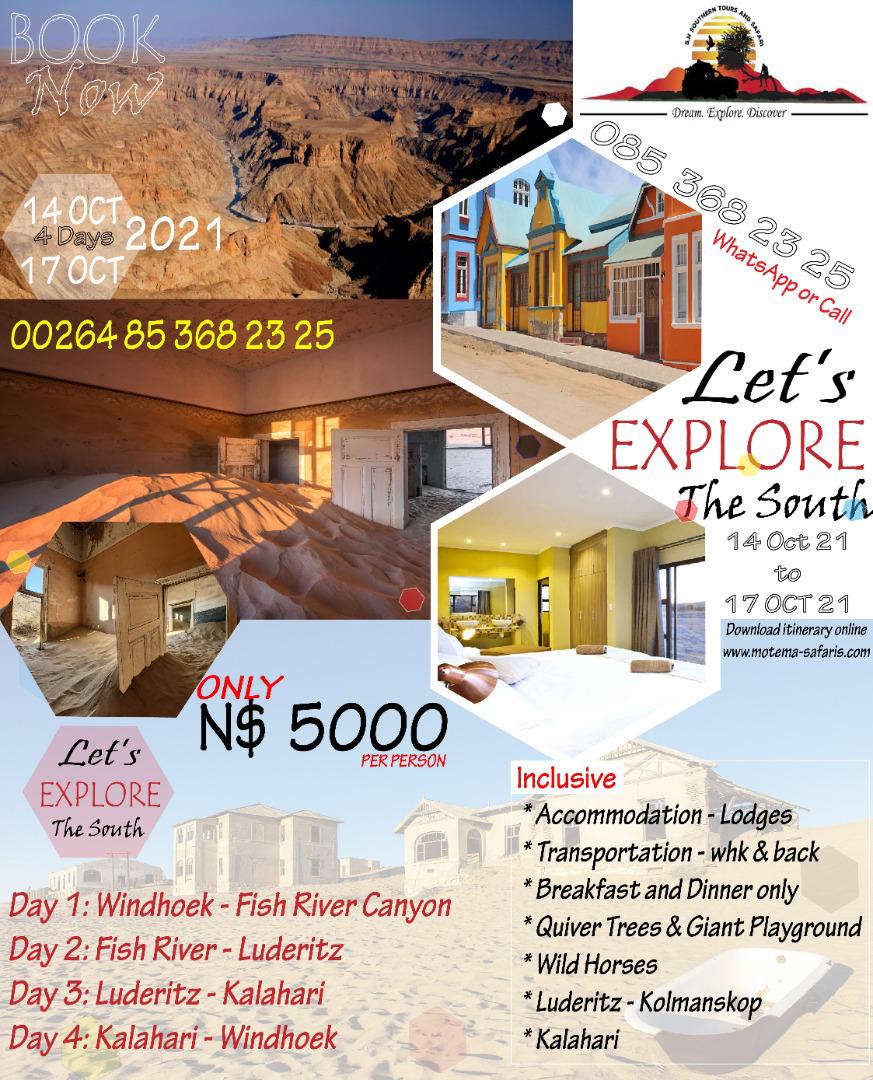 BOOK
Now
S.N SOUTHERN TOURS AND SAFARI
Dream. Explore. Discover
085 368 23 25
WhatsApp or Call
14 OCT
4 Days
17 OCT
2021
00264 85 368 23 25
Let's
EXPLORE
The South
14 Oct 21
to
17 OCT 21
Download itinerary online
www.motema-safaris.com
ONLY
N$ 5000
PER PERSON
Let's
EXPLORE
The South
Inclusive
* Accommodation - Lodges
* Transportation - whk & back
* Breakfast and Dinner only
* Quiver Trees & Giant Playground
* Wild Horses
* Luderitz - Kolmanskop
* Kalahari
Day 1: Windhoek - Fish River Canyon
Day 2: Fish River - Luderitz
Day 3: Luderitz - Kalahari
Day 4: Kalahari - Windhoek